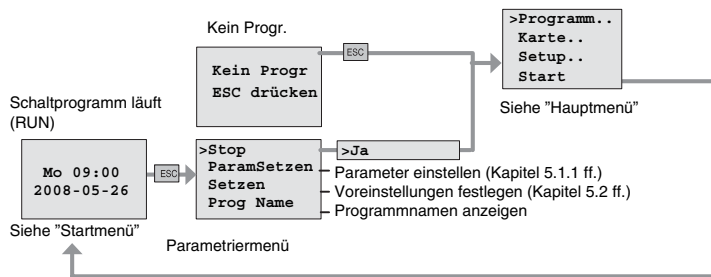 Kein Progr.
Kein Progr
ESC drücken
ESC
>Programm..
Karte..
Setup..
Start
Siehe "Hauptmenü"
Schaltprogramm läuft
(RUN)
Mo 09:00
2008-05-26
ESC
>Stop
ParamSetzen
Setzen
Prog Name
>Ja
Parameter einstellen (Kapitel 5.1.1 ff.)
Voreinstellungen festlegen (Kapitel 5.2 ff.)
Programmnamen anzeigen
Siehe "Startmenü"
Parametriermenü